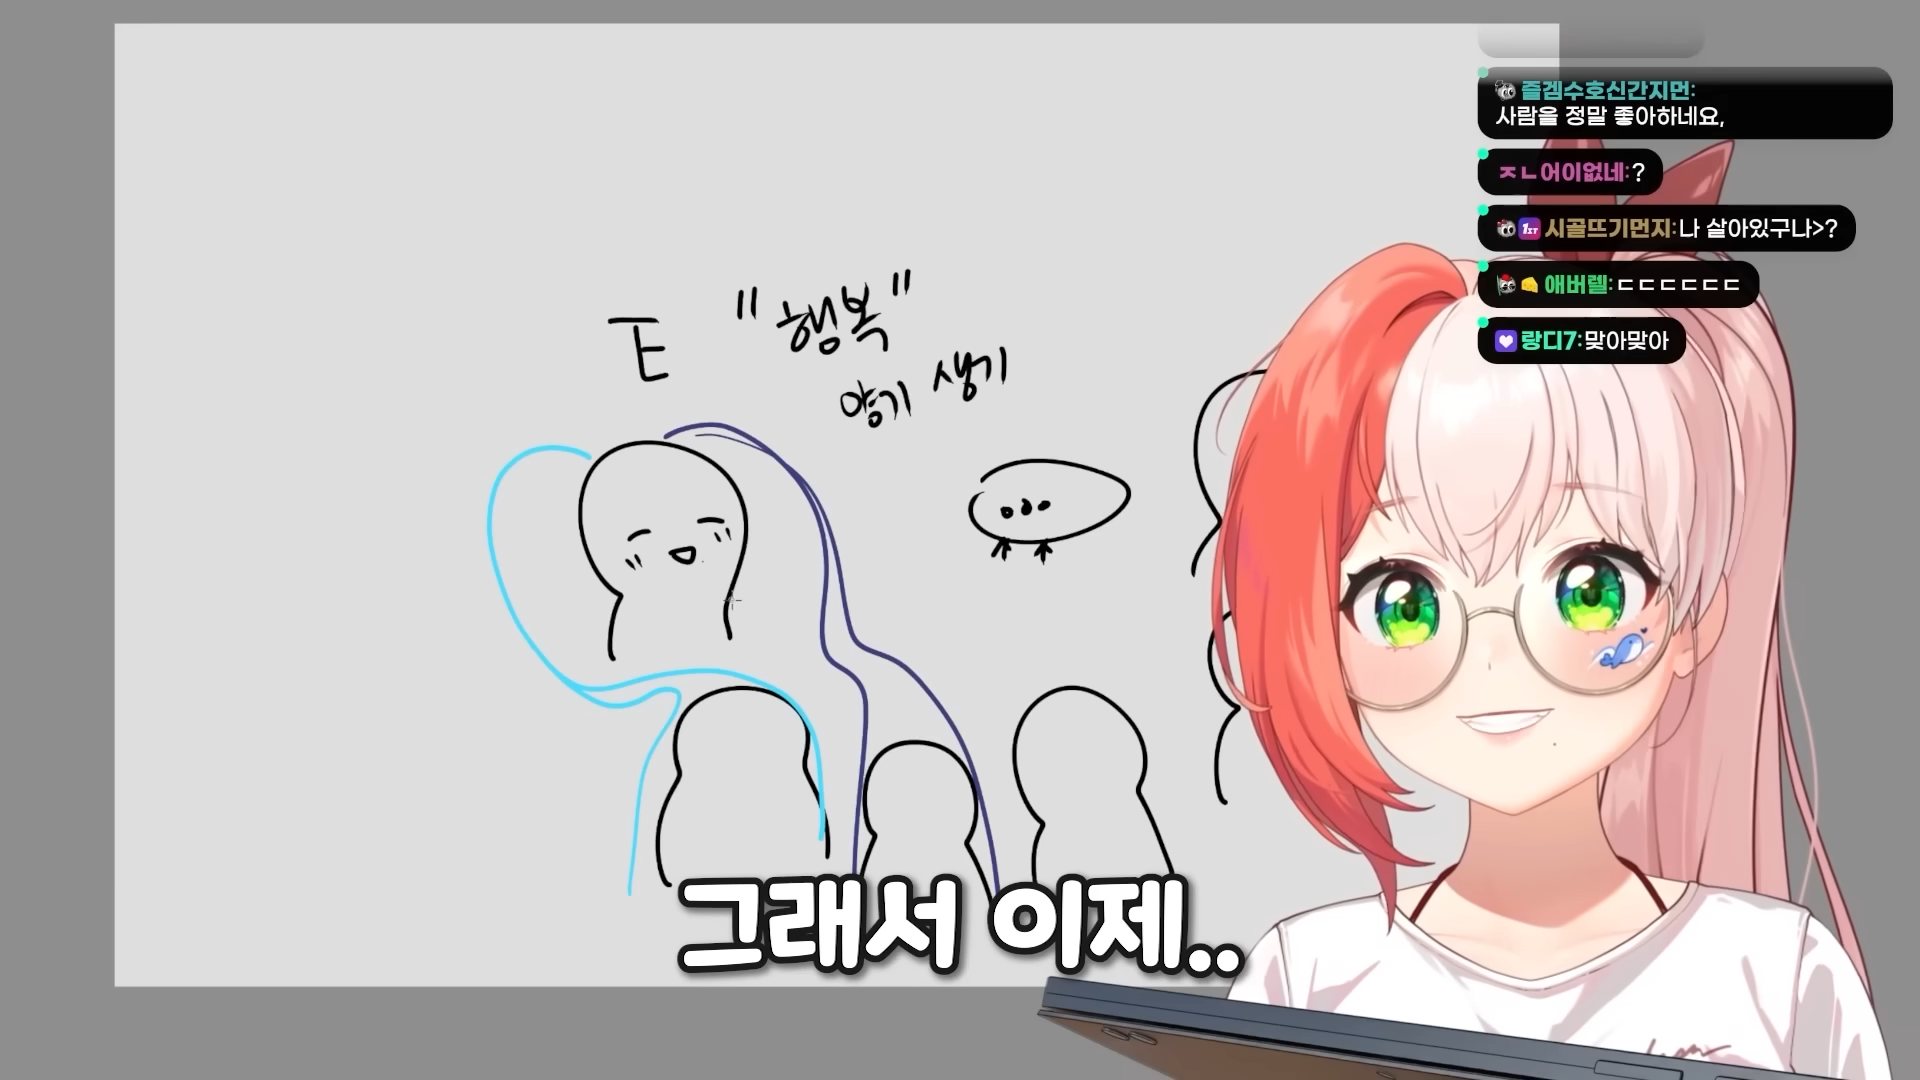 즐겜수호신간지먼:
사람을 정말 좋아하네요,
ㅈㄴ어이없네:?
시골뜨기먼지:나 살아있구나>?
애버렐:ㄷㄷㄷㄷㄷㄷ
랑디7:맞아맞아
E "행복"
양기 생기
...
그래서 이제..